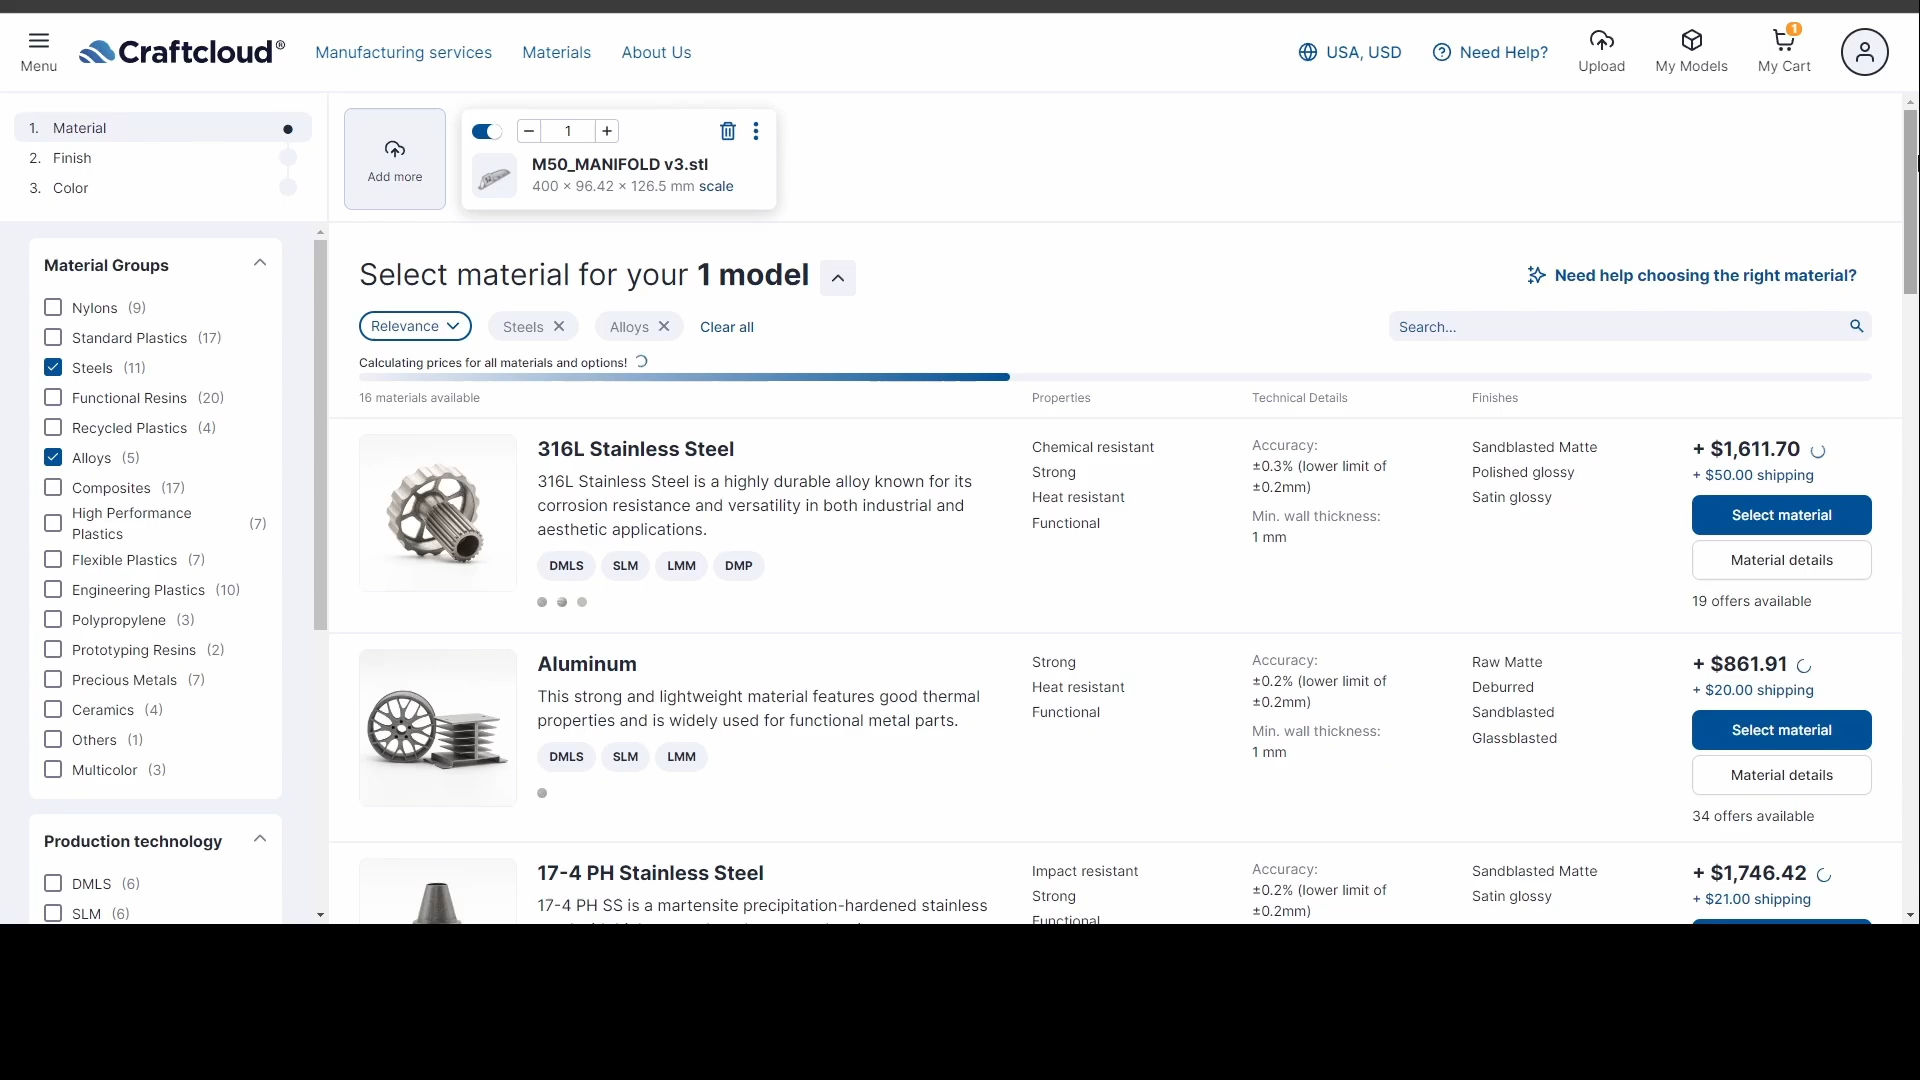 Menu
Craftcloud®
Manufacturing services
Materials
About Us
USA, USD
Need Help?
Upload
My Models
1
My Cart
1. Material
2. Finish
3. Color
Add more
1
M50_MANIFOLD v3.stl
400 × 96.42 × 126.5 mm scale
Material Groups
Nylons (9)
Standard Plastics (17)
Steels (11)
Functional Resins (20)
Recycled Plastics (4)
Alloys (5)
Composites (17)
High Performance
Plastics (7)
Flexible Plastics (7)
Engineering Plastics (10)
Polypropylene (3)
Prototyping Resins (2)
Precious Metals (7)
Ceramics (4)
Others (1)
Multicolor (3)
Production technology
DMLS (6)
SLM (6)
Select material for your 1 model
Need help choosing the right material?
Relevance
Steels
Alloys
Clear all
Search...
Calculating prices for all materials and options!
16 materials available
Properties
Technical Details
Finishes
316L Stainless Steel
316L Stainless Steel is a highly durable alloy known for its
corrosion resistance and versatility in both industrial and
aesthetic applications.
DMLS SLM LMM DMP
Chemical resistant
Strong
Heat resistant
Functional
Accuracy:
±0.3% (lower limit of
±0.2mm)
Min. wall thickness:
1 mm
Sandblasted Matte
Polished glossy
Satin glossy
+ $1,611.70
+ $50.00 shipping
Select material
Material details
19 offers available
Aluminum
This strong and lightweight material features good thermal
properties and is widely used for functional metal parts.
DMLS SLM LMM
Strong
Heat resistant
Functional
Accuracy:
±0.2% (lower limit of
±0.2mm)
Min. wall thickness:
1 mm
Raw Matte
Deburred
Sandblasted
Glassblasted
+ $861.91
+ $20.00 shipping
Select material
Material details
34 offers available
17-4 PH Stainless Steel
17-4 PH SS is a martensite precipitation-hardened stainless
Impact resistant
Strong
Functional
Accuracy:
±0.2% (lower limit of
±0.2mm)
Sandblasted Matte
Satin glossy
+ $1,746.42
+ $21.00 shipping